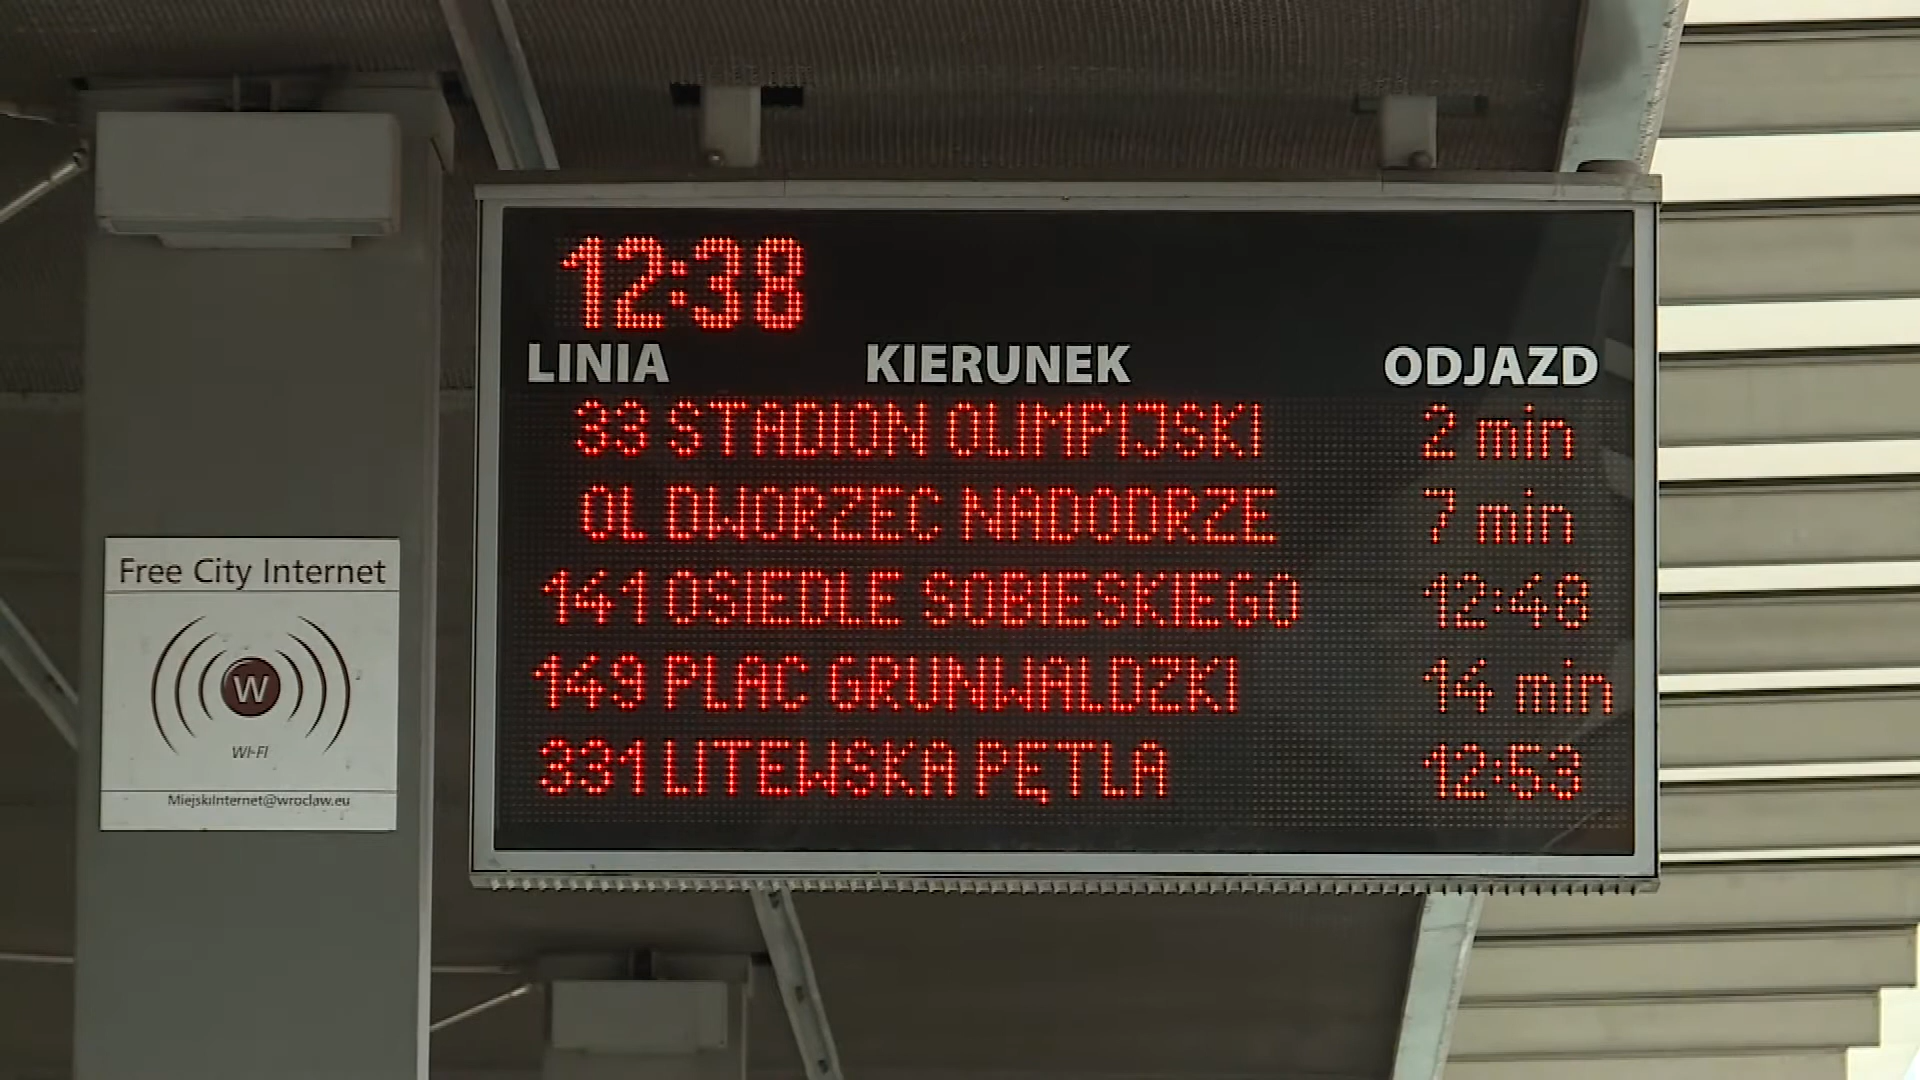 12:38
LINIA KIERUNEK ODJAZD
33 STADION OLIMPIJSKI 2 min
0L DWORZEC NADODRZE 7 min
141 OSIEDLE SOBIESKIEGO 12:48
149 PLAC GRUNWALDZKI 14 min
331 LITEWSKA PĘTLA 12:53
Free City Internet
W
WI-FI
MiejskiInternet@wroclaw.eu